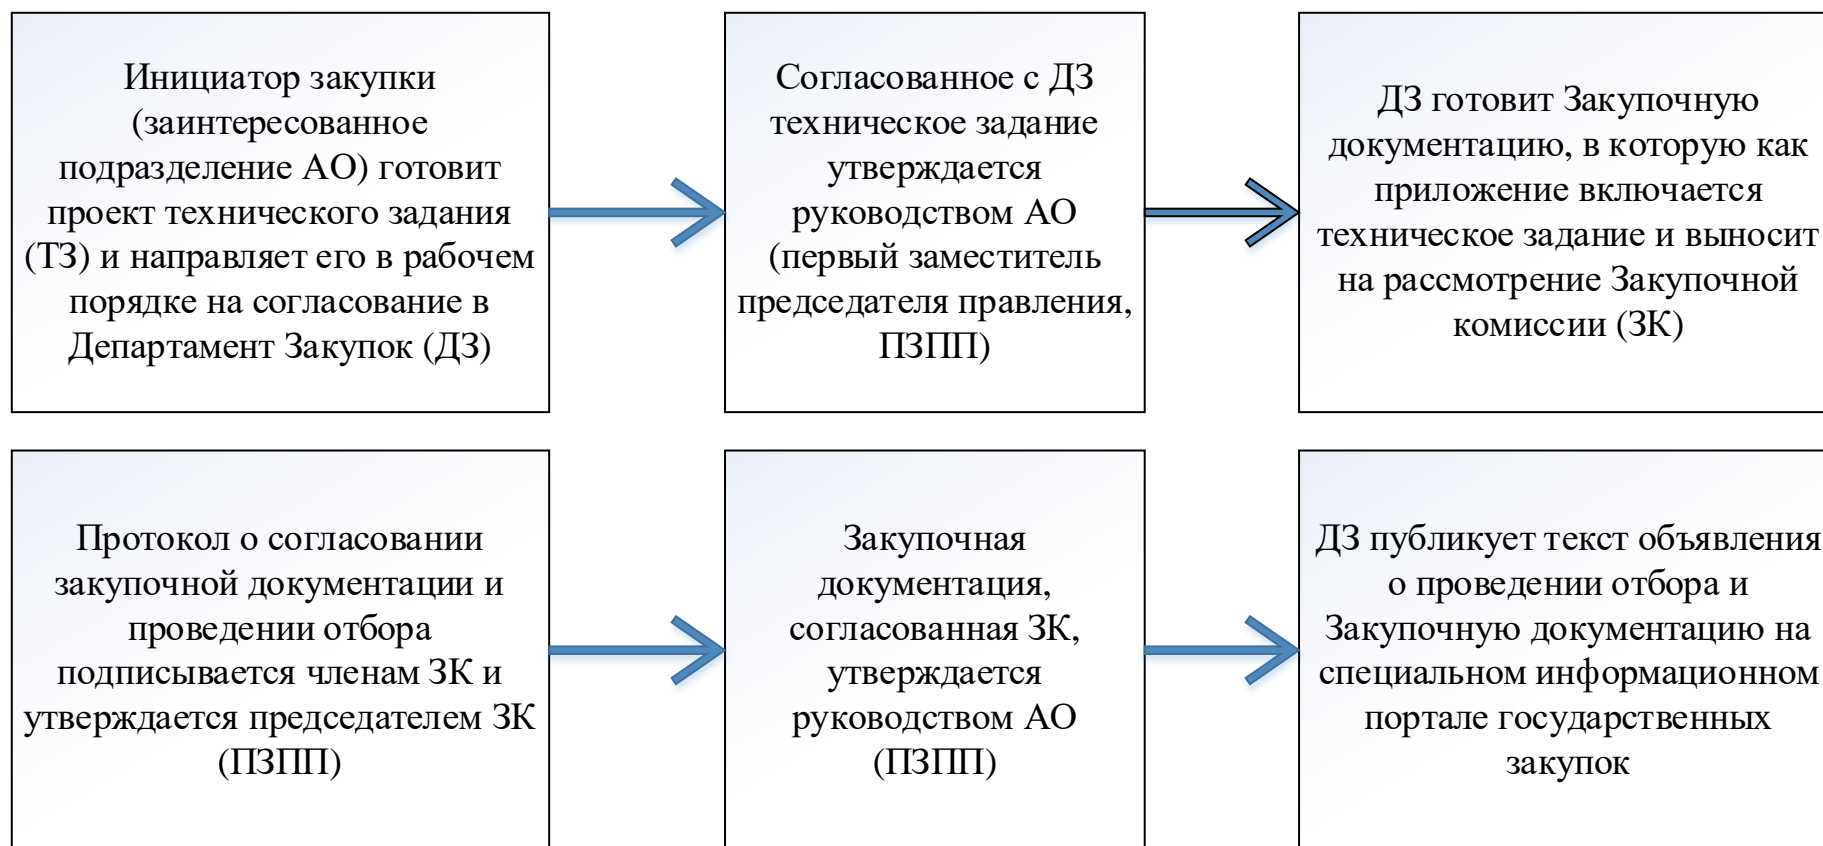 Инициатор закупки
(заинтересованное
подразделение АО) готовит
проект технического задания
(ТЗ) и направляет его в рабочем
порядке на согласование в
Департамент Закупок (ДЗ)
Согласованное с ДЗ
техническое задание
утверждается
руководством АО
(первый заместитель
председателя правления,
ПЗПП)
ДЗ готовит Закупочную
документацию, в которую как
приложение включается
техническое задание и выносит
на рассмотрение Закупочной
комиссии (ЗК)
Протокол о согласовании
закупочной документации и
проведении отбора
подписывается членам ЗК и
утверждается председателем ЗК
(ПЗПП)
Закупочная
документация,
согласованная ЗК,
утверждается
руководством АО
(ПЗПП)
ДЗ публикует текст объявления
о проведении отбора и
Закупочную документацию на
специальном информационном
портале государственных
закупок